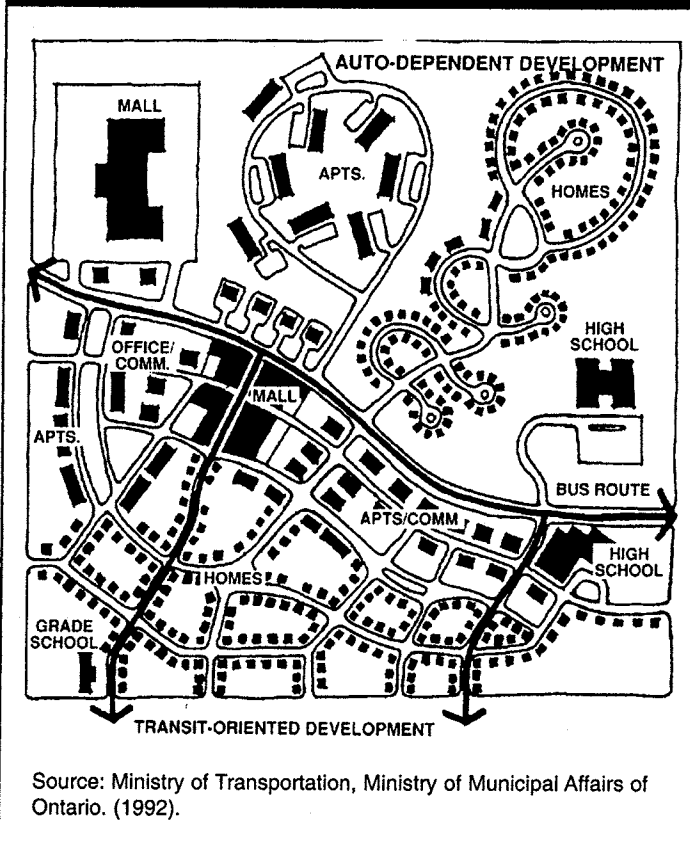 AUTO-DEPENDENT DEVELOPMENT
MALL
APTS.
HOMES
HIGH
SCHOOL
OFFICE/
COMM.
MALL
APTS.
BUS ROUTE
APTS/COMM
HIGH
SCHOOL
HOMES
GRADE
SCHOOL
TRANSIT-ORIENTED DEVELOPMENT
Source: Ministry of Transportation, Ministry of Municipal Affairs of
Ontario. (1992).